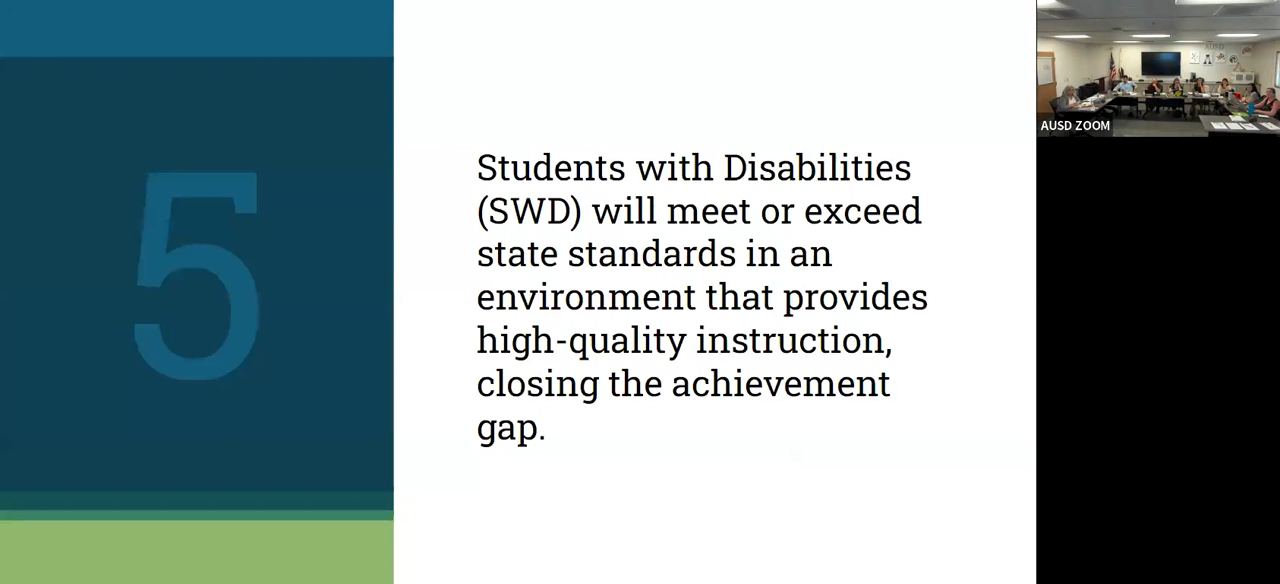 5
Students with Disabilities
(SWD) will meet or exceed
state standards in an
environment that provides
high-quality instruction,
closing the achievement
gap.
AUSD ZOOM